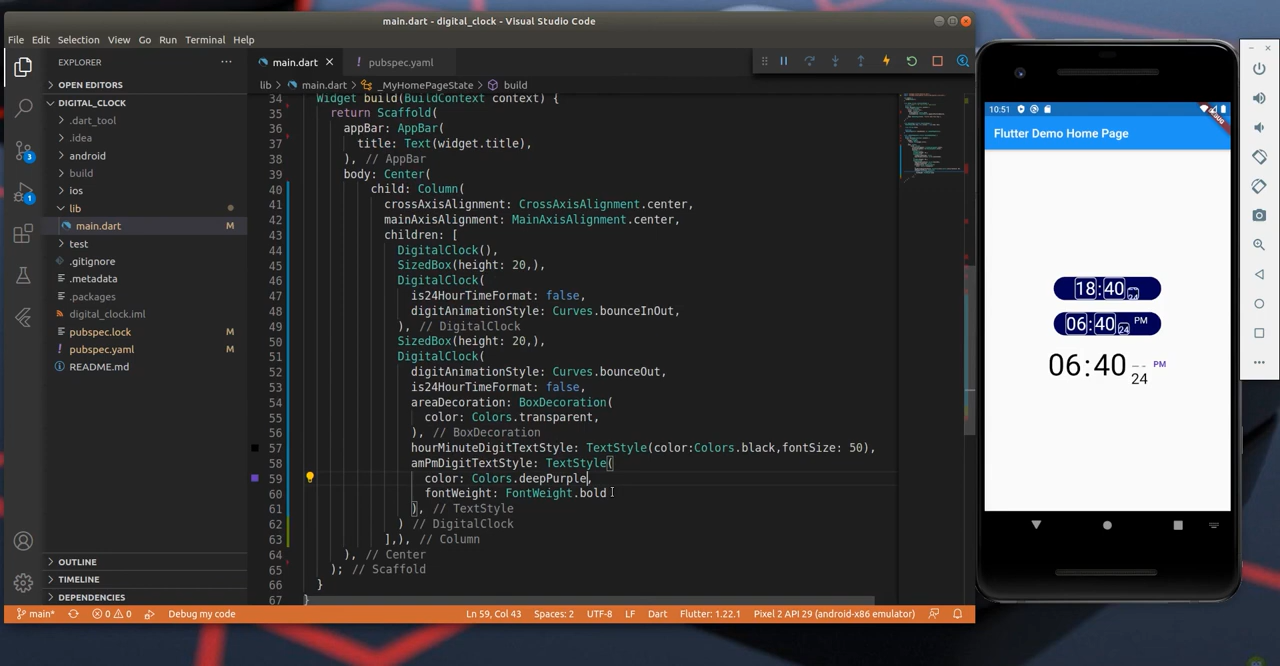 main.dart - digital_clock - Visual Studio Code
File Edit Selection View Go Run Terminal Help
EXPLORER
main.dart
pubspec.yaml
OPEN EDITORS
lib > main.dart > _MyHomePageState > build
DIGITAL_CLOCK
.dart_tool
.idea
android
build
ios
lib
main.dart M
test
.gitignore
.metadata
.packages
digital_clock.iml
pubspec.lock M
pubspec.yaml M
README.md
OUTLINE
TIMELINE
DEPENDENCIES
3
1
34 Widget build(BuildContext context) {
35 return Scaffold(
36 appBar: AppBar(
37 title: Text(widget.title),
38 ), // AppBar
39 body: Center(
40 child: Column(
41 crossAxisAlignment: CrossAxisAlignment.center,
42 mainAxisAlignment: MainAxisAlignment.center,
43 children: [
44 DigitalClock(),
45 SizedBox(height: 20,),
46 DigitalClock(
47 is24HourTimeFormat: false,
48 digitAnimationStyle: Curves.bounceInOut,
49 ), // DigitalClock
50 SizedBox(height: 20,),
51 DigitalClock(
52 digitAnimationStyle: Curves.bounceOut,
53 is24HourTimeFormat: false,
54 areaDecoration: BoxDecoration(
55 color: Colors.transparent,
56 ), // BoxDecoration
57 hourMinuteDigitTextStyle: TextStyle(color:Colors.black,fontSize: 50),
58 amPmDigitTextStyle: TextStyle(
59 color: Colors.deepPurple,
60 fontWeight: FontWeight.bold
61 ), // TextStyle
62 ) // DigitalClock
63 ],), // Column
64 ), // Center
65 ); // Scaffold
66 }
67 }
main* 0 0 Debug my code
Ln 59, Col 43 Spaces: 2 UTF-8 LF Dart Flutter: 1.22.1 Pixel 2 API 29 (android-x86 emulator)
10:51
Flutter Demo Home Page
18:40 24
06:40 24 PM
06:40 24 PM